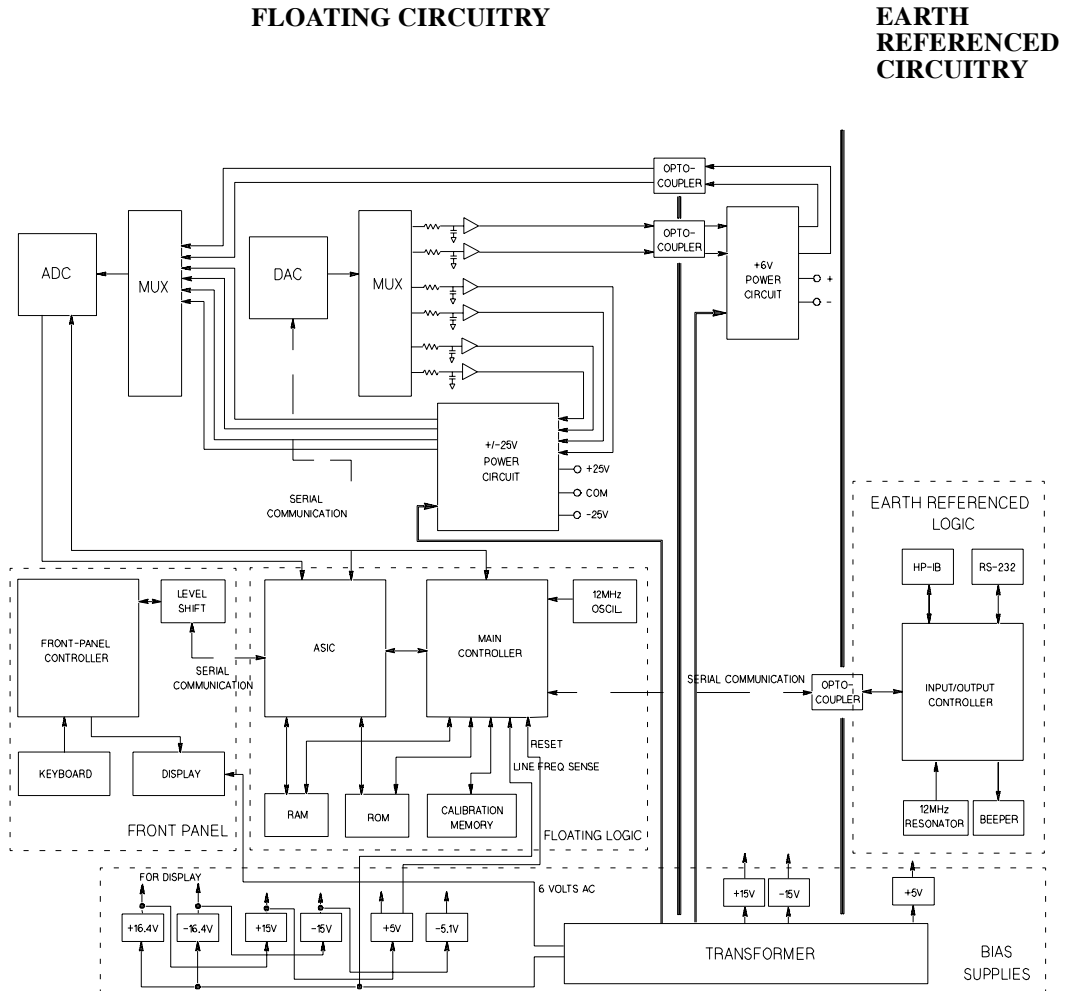 FLOATING CIRCUITRY
EARTH
REFERENCED
CIRCUITRY
OPTO-
COUPLER
OPTO-
COUPLER
ADC
MUX
DAC
MUX
+6V
POWER
CIRCUIT
+
-
+/-25V
POWER
CIRCUIT
+25V
COM
-25V
SERIAL
COMMUNICATION
EARTH REFERENCED
LOGIC
HP-IB
RS-232
LEVEL
SHIFT
12MHz
OSCIL.
FRONT-PANEL
CONTROLLER
ASIC
MAIN
CONTROLLER
SERIAL
COMMUNICATION
SERIAL COMMUNICATION
OPTO-
COUPLER
INPUT/OUTPUT
CONTROLLER
RESET
LINE FREQ SENSE
KEYBOARD
DISPLAY
RAM
ROM
CALIBRATION
MEMORY
12MHz
RESONATOR
BEEPER
FRONT PANEL
FLOATING LOGIC
FOR DISPLAY
6 VOLTS AC
+16.4V
-16.4V
+15V
-15V
+5V
-5.1V
+15V
-15V
+5V
TRANSFORMER
BIAS
SUPPLIES